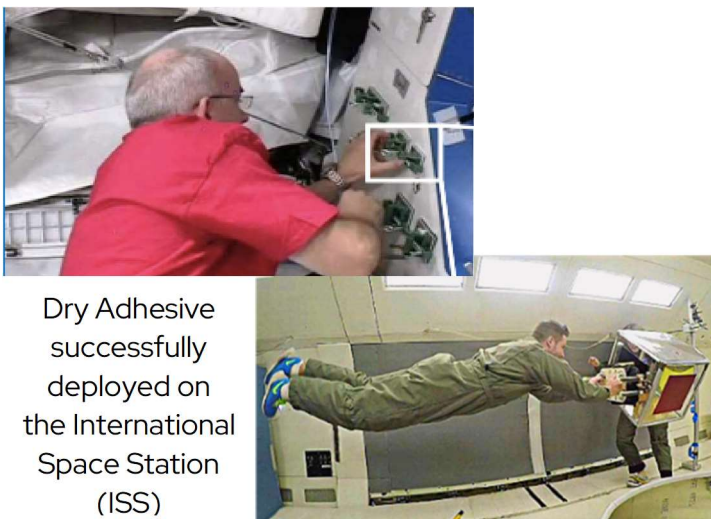 Dry Adhesive
successfully
deployed on
the International
Space Station
(ISS)